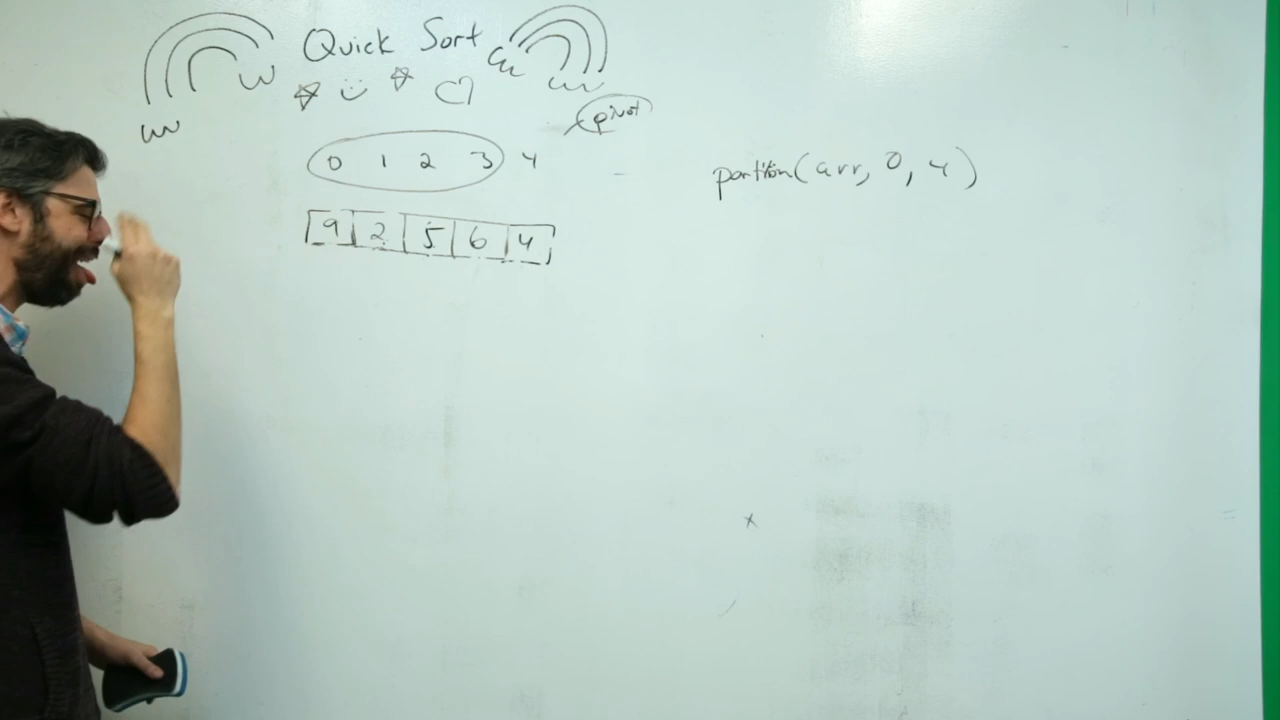 Quick Sort
pivot
0 1 2 3 4
partition(arr, 0, 4)
9 2 5 6 4